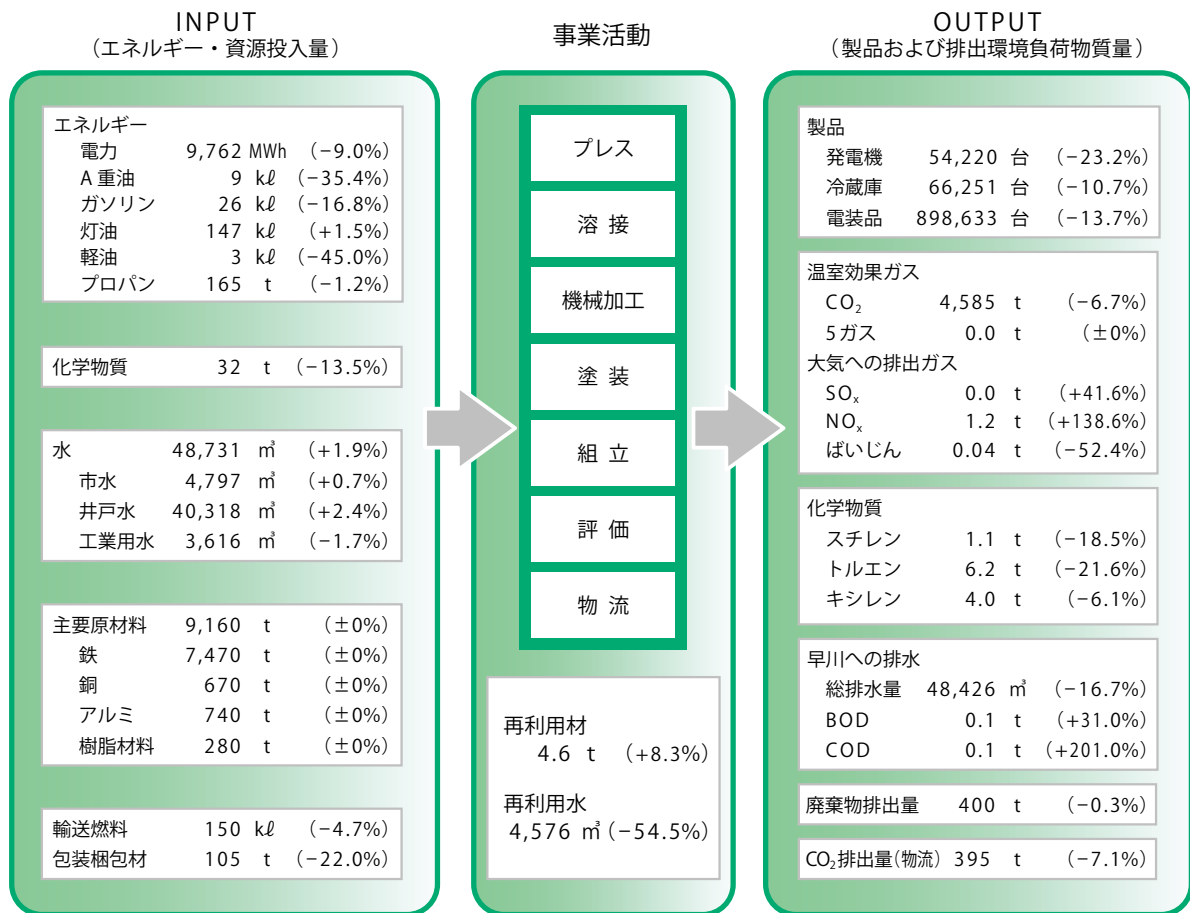 INPUT
（エネルギー・資源投入量）
エネルギー
電力 9,762 MWh （−9.0%）
A 重油 9 kℓ （−35.4%）
ガソリン 26 kℓ （−16.8%）
灯油 147 kℓ （+1.5%）
軽油 3 kℓ （−45.0%）
プロパン 165 t （−1.2%）
化学物質 32 t （−13.5%）
水 48,731 ㎥ （+1.9%）
市水 4,797 ㎥ （+0.7%）
井戸水 40,318 ㎥ （+2.4%）
工業用水 3,616 ㎥ （−1.7%）
主要原材料 9,160 t （±0%）
鉄 7,470 t （±0%）
銅 670 t （±0%）
アルミ 740 t （±0%）
樹脂材料 280 t （±0%）
輸送燃料 150 kℓ （−4.7%）
包装梱包材 105 t （−22.0%）
事業活動
プレス
溶 接
機械加工
塗 装
組 立
評 価
物 流
再利用材
4.6 t （+8.3%）
再利用水
4,576 ㎥（−54.5%）
OUTPUT
（製品および排出環境負荷物質量）
製品
発電機 54,220 台 （−23.2%）
冷蔵庫 66,251 台 （−10.7%）
電装品 898,633 台 （−13.7%）
温室効果ガス
CO₂ 4,585 t （−6.7%）
5ガス 0.0 t （±0%）
大気への排出ガス
SOₓ 0.0 t （+41.6%）
NOₓ 1.2 t （+138.6%）
ばいじん 0.04 t （−52.4%）
化学物質
スチレン 1.1 t （−18.5%）
トルエン 6.2 t （−21.6%）
キシレン 4.0 t （−6.1%）
早川への排水
総排水量 48,426 ㎥ （−16.7%）
BOD 0.1 t （+31.0%）
COD 0.1 t （+201.0%）
廃棄物排出量 400 t （−0.3%）
CO₂排出量（物流） 395 t （−7.1%）